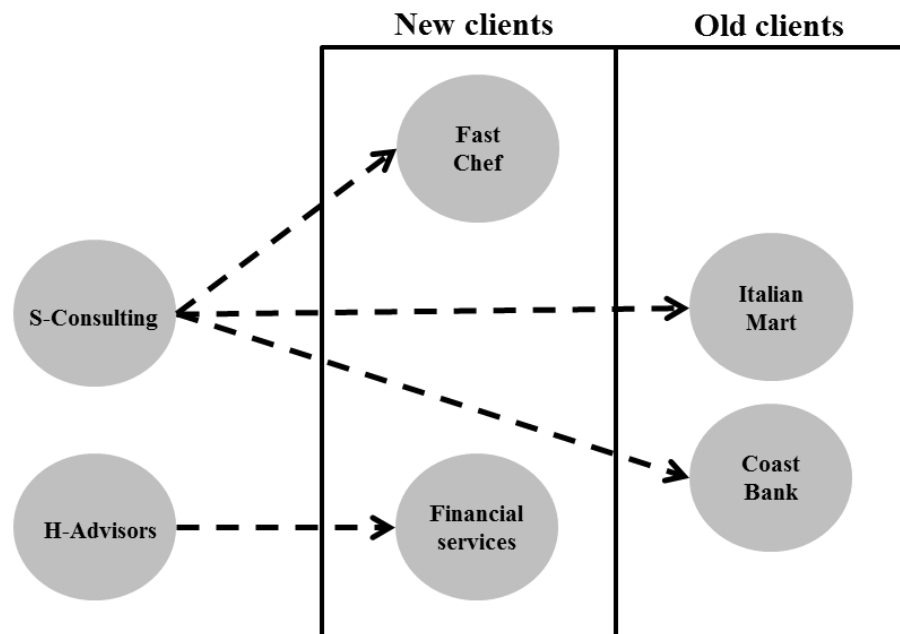 New clients
Old clients
Fast
Chef
S-Consulting
Italian
Mart
Coast
Bank
H-Advisors
Financial
services